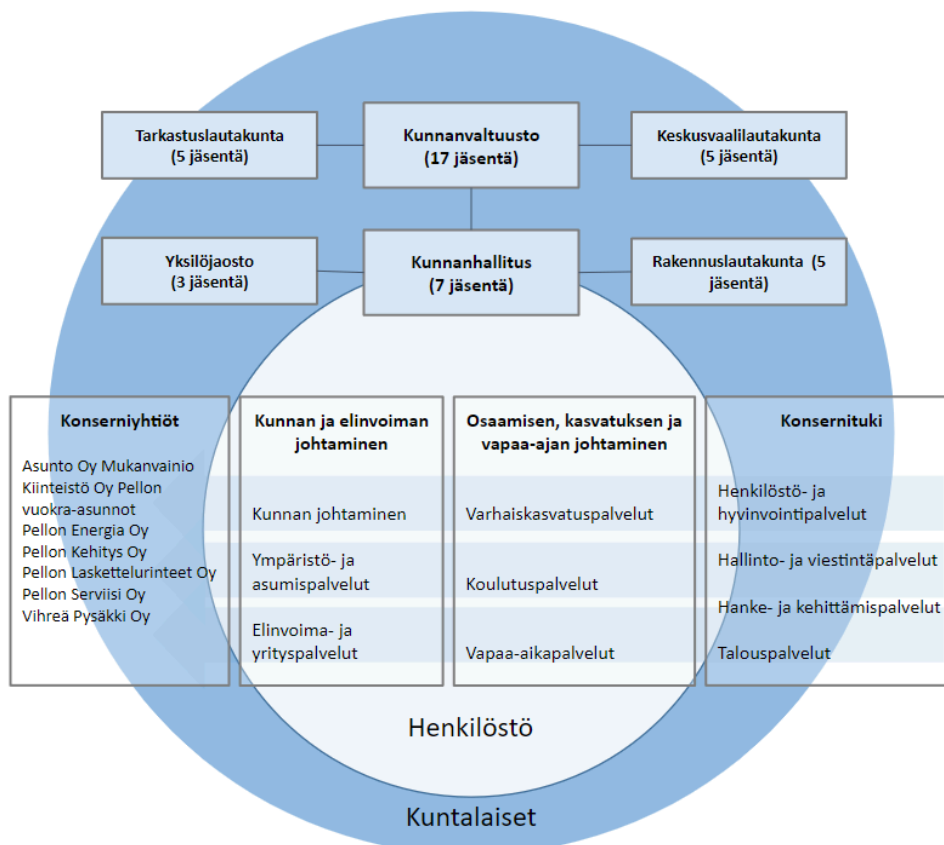 Tarkastuslautakunta
(5 jäsentä)
Kunnanvaltuusto
(17 jäsentä)
Keskusvaalilautakunta
(5 jäsentä)
Yksilöjaosto
(3 jäsentä)
Kunnanhallitus
(7 jäsentä)
Rakennuslautakunta (5
jäsentä)
Konserniyhtiöt
Asunto Oy Mukanvainio
Kiinteistö Oy Pellon
vuokra-asunnot
Pellon Energia Oy
Pellon Kehitys Oy
Pellon Laskettelurinteet Oy
Pellon Serviisi Oy
Vihreä Pysäkki Oy
Kunnan ja elinvoiman
johtaminen
Kunnan johtaminen
Ympäristö- ja
asumispalvelut
Elinvoima- ja
yrityspalvelut
Osaamisen, kasvatuksen ja
vapaa-ajan johtaminen
Varhaiskasvatuspalvelut
Koulutuspalvelut
Vapaa-aikapalvelut
Konsernituki
Henkilöstö- ja
hyvinvointipalvelut
Hallinto- ja viestintäpalvelut
Hanke- ja kehittämispalvelut
Talouspalvelut
Henkilöstö
Kuntalaiset